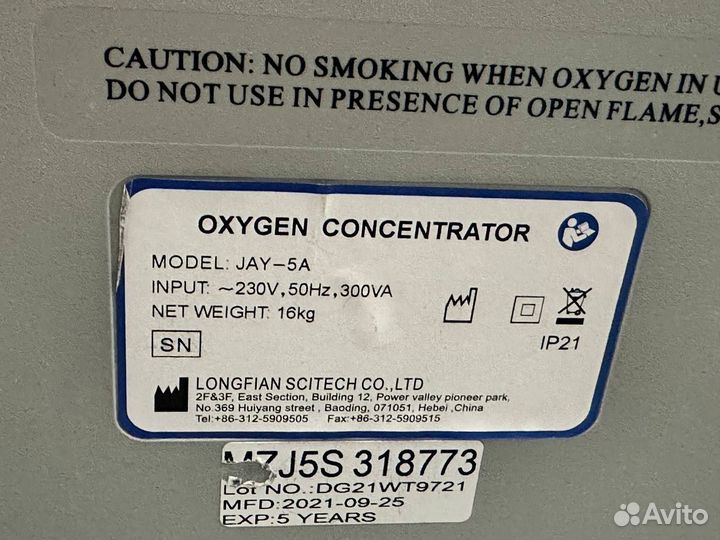 CAUTION: NO SMOKING WHEN OXYGEN IN
DO NOT USE IN PRESENCE OF OPEN FLAME,
OXYGEN CONCENTRATOR
MODEL: JAY-5A
INPUT: ~230V,50Hz,300VA
NET WEIGHT: 16kg
SN
IP21
LONGFIAN SCITECH CO.,LTD
2F&3F, East Section, Building 12, Power valley pioneer park,
No.369 Huiyang street , Baoding, 071051, Hebei ,China
Tel:+86-312-5909505 Fax:+86-312-5909515
318773
Lot NO.:DG21WT9721
MFD:2021-09-25
EXP:5 YEARS
Avito